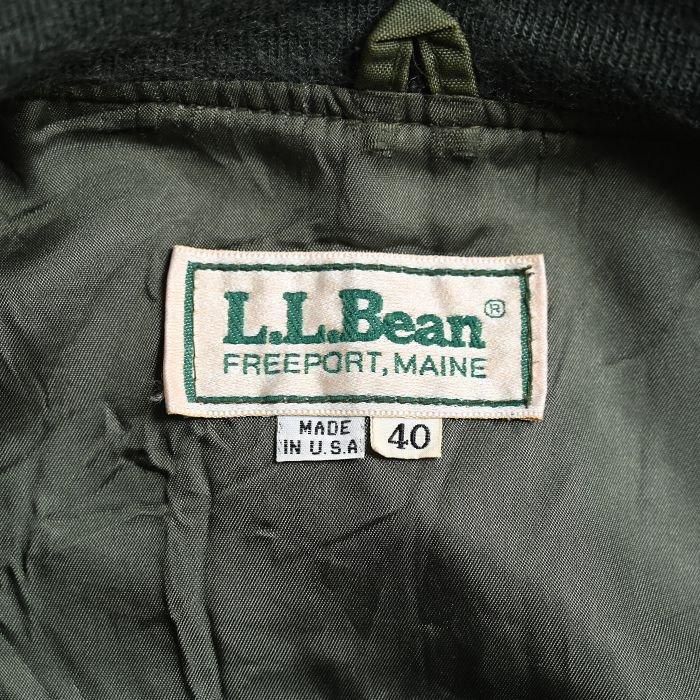 L.L.Bean®
FREEPORT, MAINE
MADE
IN U.S.A
40